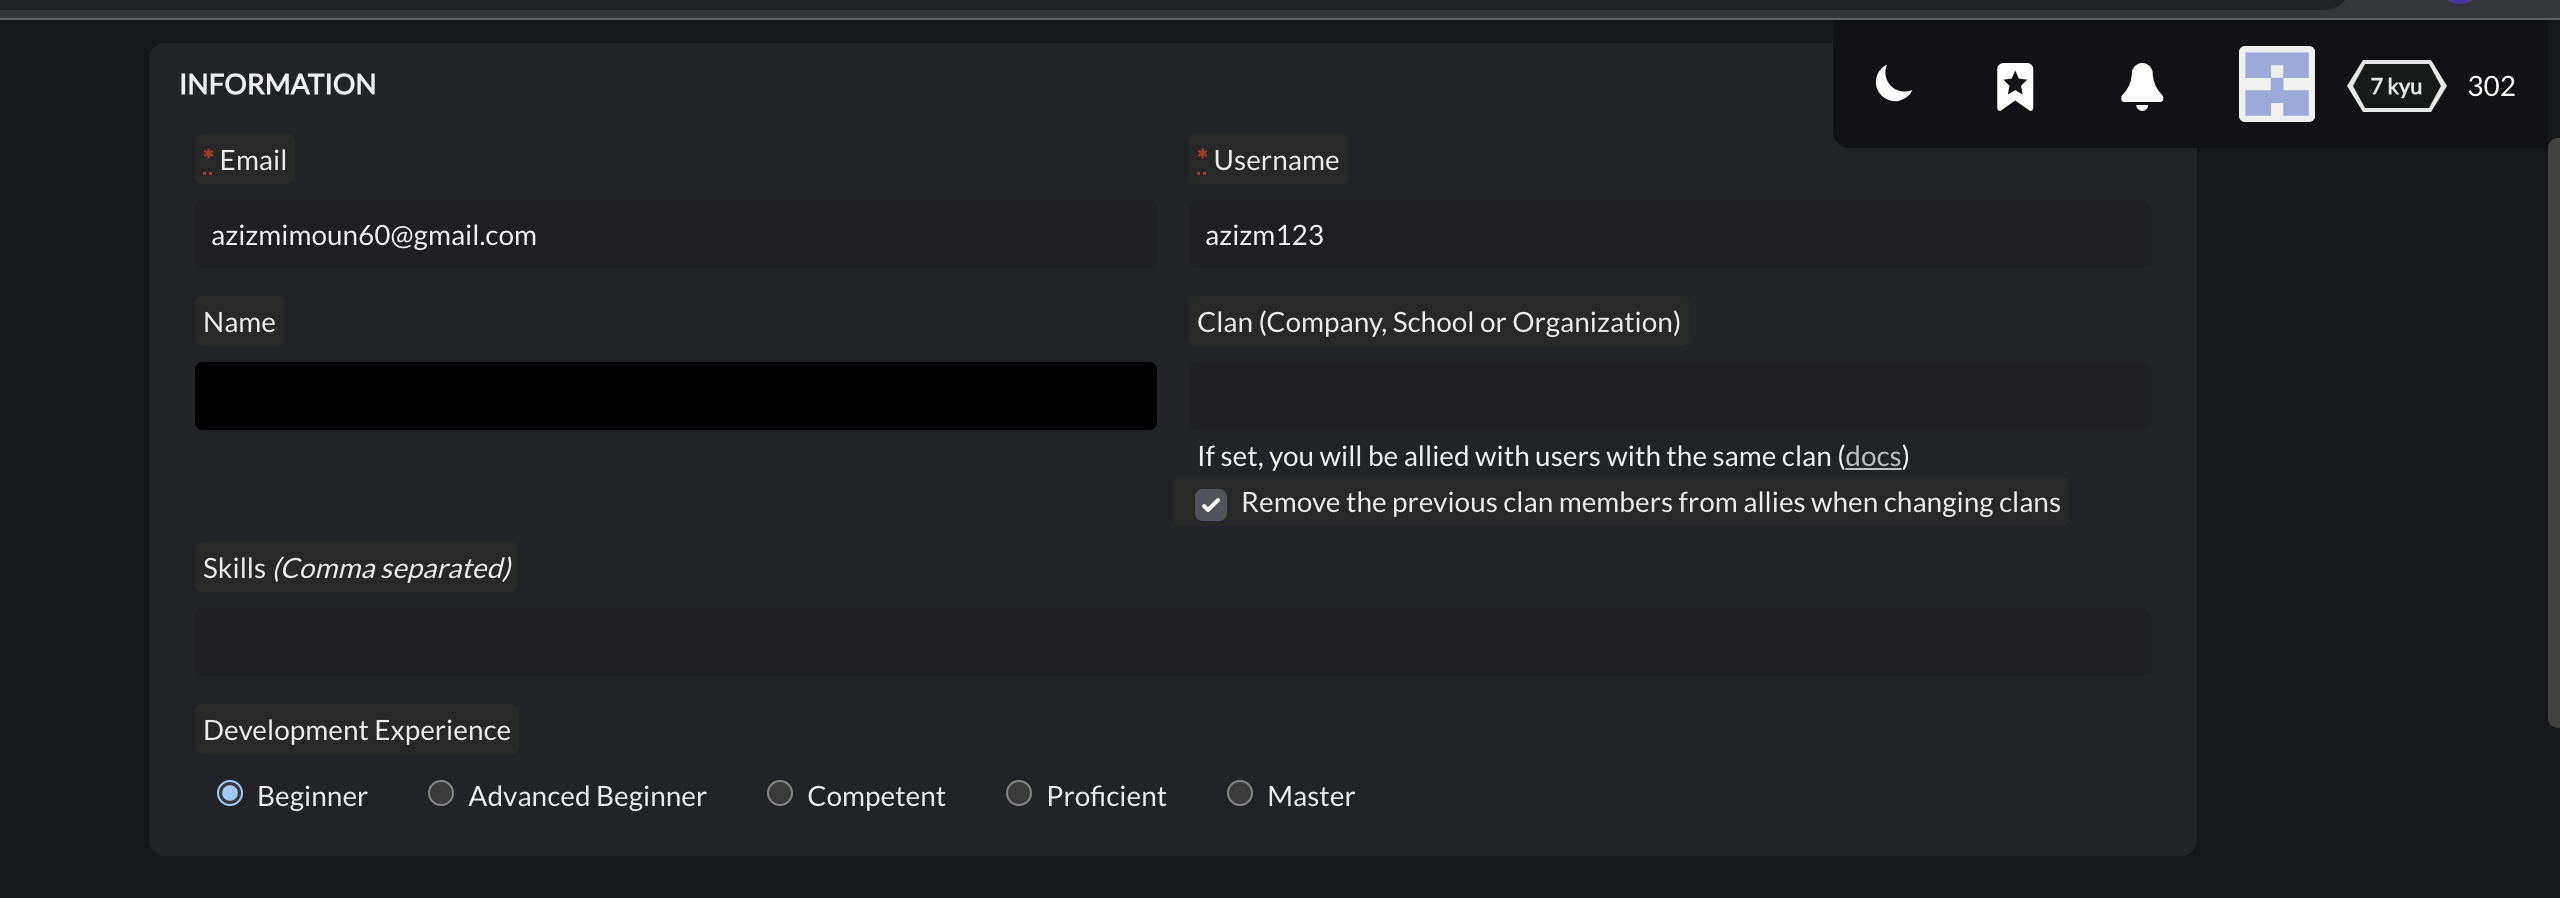 INFORMATION
7 kyu 302
* Email
* Username
azizmimoun60@gmail.com
azizm123
Name
Clan (Company, School or Organization)
If set, you will be allied with users with the same clan (docs)
Remove the previous clan members from allies when changing clans
Skills (Comma separated)
Development Experience
Beginner Advanced Beginner Competent Proficient Master